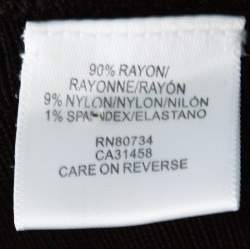 90% RAYON/
RAYONNE/RAYÓN
9% NYLON/NYLON/NILÓN
1% SPANDEX/ELASTANO
RN80734
CA31458
CARE ON REVERSE